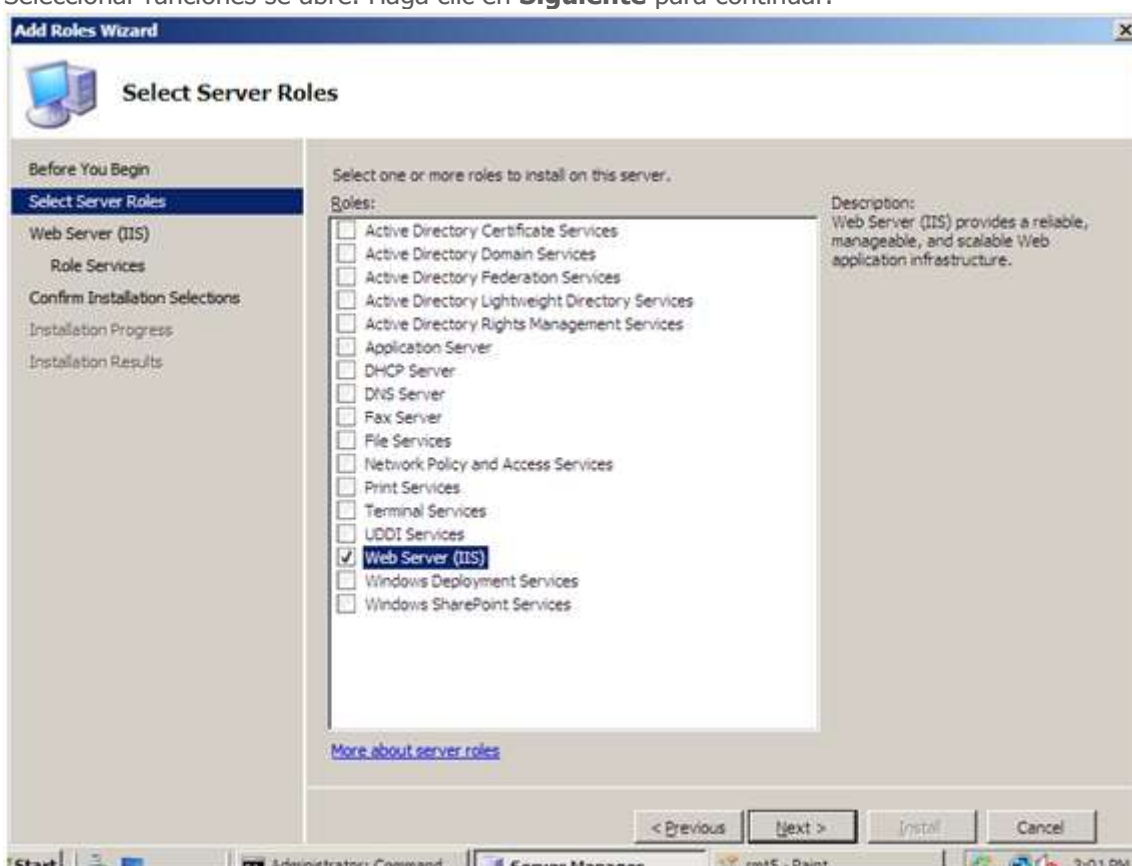 Seleccionar funciones se abre. Haga clic en Siguiente para continuar.
Add Roles Wizard
Select Server Roles
Before You Begin
Select Server Roles
Web Server (IIS)
Role Services
Confirm Installation Selections
Installation Progress
Installation Results
Select one or more roles to install on this server.
Roles:
Active Directory Certificate Services
Active Directory Domain Services
Active Directory Federation Services
Active Directory Lightweight Directory Services
Active Directory Rights Management Services
Application Server
DHCP Server
DNS Server
Fax Server
File Services
Network Policy and Access Services
Print Services
Terminal Services
UDDI Services
Web Server (IIS)
Windows Deployment Services
Windows SharePoint Services
More about server roles
Description:
Web Server (IIS) provides a reliable,
manageable, and scalable Web
application infrastructure.
< Previous
Next >
Install
Cancel
Start
Administrator: Command
Server Manager
rmt5 - Paint